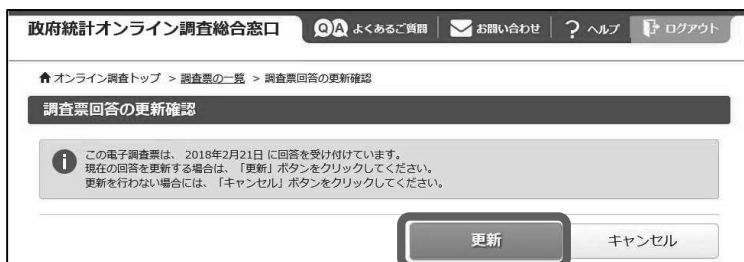 政府統計オンライン調査総合窓口 QA よくあるご質問 お問い合わせ ? ヘルプ ログアウト
オンライン調査トップ > 調査票の一覧 > 調査票回答の更新確認
調査票回答の更新確認
この電子調査票は、 2018年2月21日 に回答を受け付けています。
現在の回答を更新する場合は、「更新」ボタンをクリックしてください。
更新を行わない場合には、「キャンセル」ボタンをクリックしてください。
更新 キャンセル